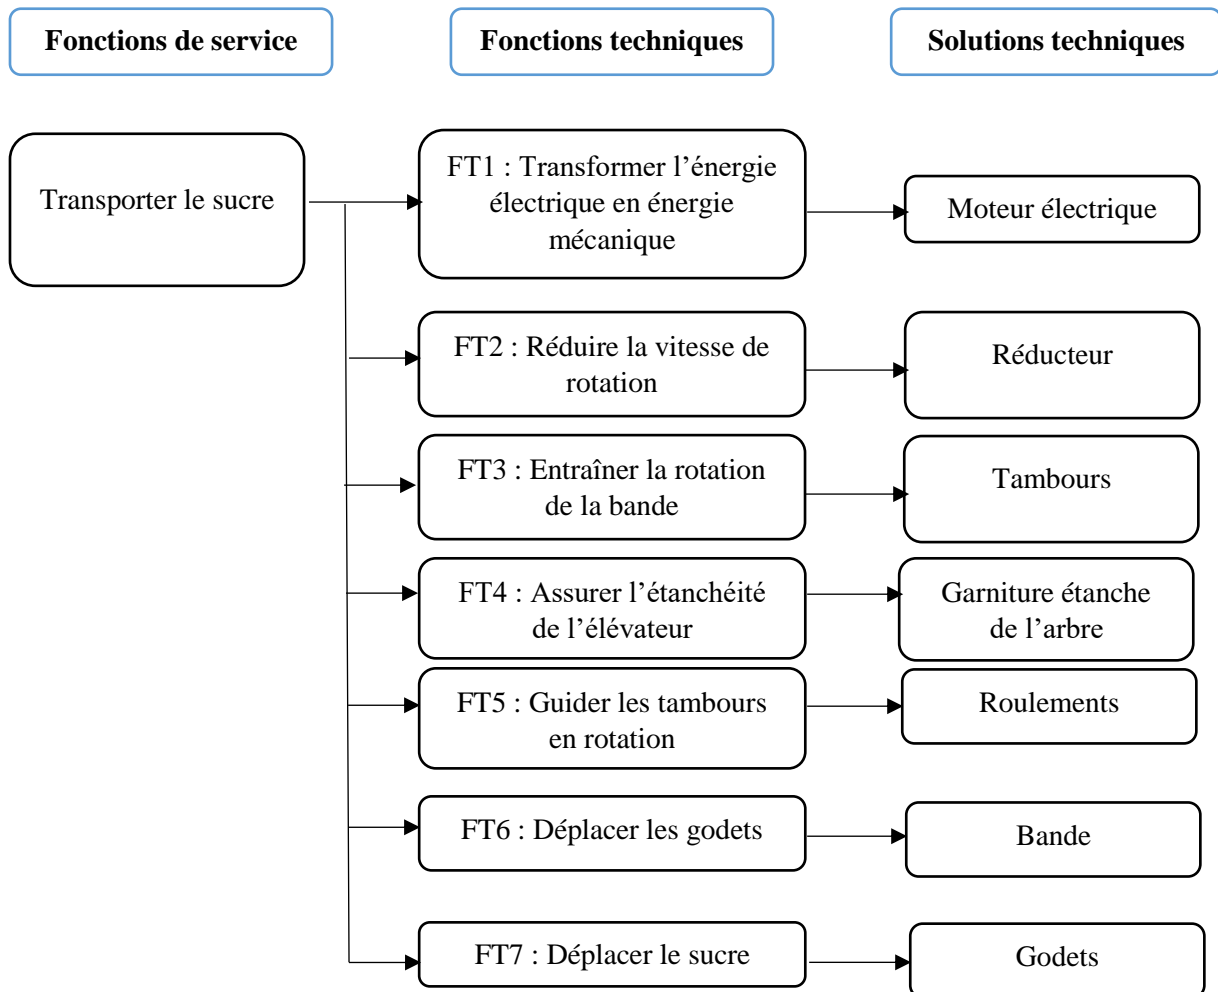 Fonctions de service
Fonctions techniques
Solutions techniques
Transporter le sucre
FT1 : Transformer l’énergie
électrique en énergie
mécanique
Moteur électrique
FT2 : Réduire la vitesse de
rotation
Réducteur
FT3 : Entraîner la rotation
de la bande
Tambours
FT4 : Assurer l’étanchéité
de l’élévateur
Garniture étanche
de l’arbre
FT5 : Guider les tambours
en rotation
Roulements
FT6 : Déplacer les godets
Bande
FT7 : Déplacer le sucre
Godets